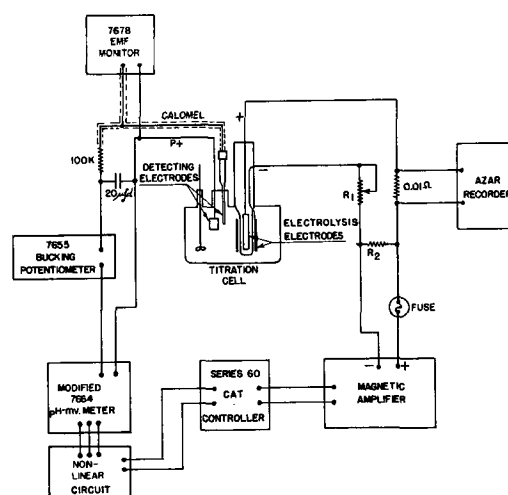 7678
EMF
MONITOR
CALOMEL
+
P+
−
100K
DETECTING
ELECTRODES
20μfd
R1
0.01Ω
AZAR
RECORDER
ELECTROLYSIS
ELECTRODES
7655
BUCKING
POTENTIOMETER
R2
TITRATION
CELL
FUSE
− +
MODIFIED
7664
pH-mv. METER
SERIES 60
CAT
CONTROLLER
MAGNETIC
AMPLIFIER
NON-
LINEAR
CIRCUIT